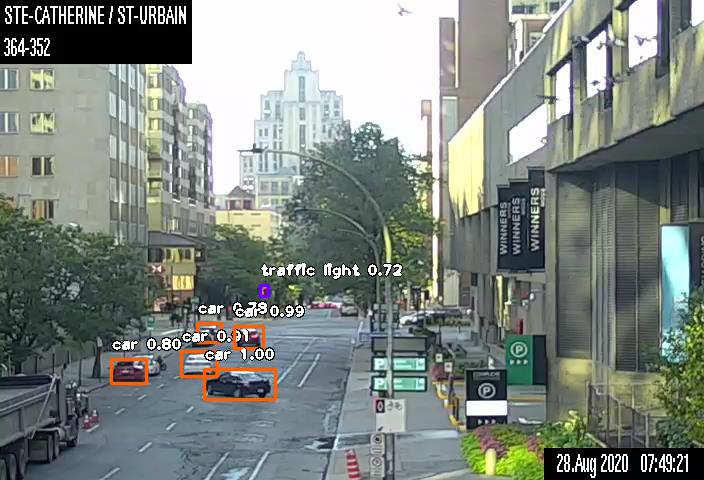 STE-CATHERINE / ST-URBAIN
364-352
traffic light 0.72
car 0.99
car 0.80
car 1.00
WINNERS
WINNERS
WINNERS
P
P
28.Aug 2020 07:49:21